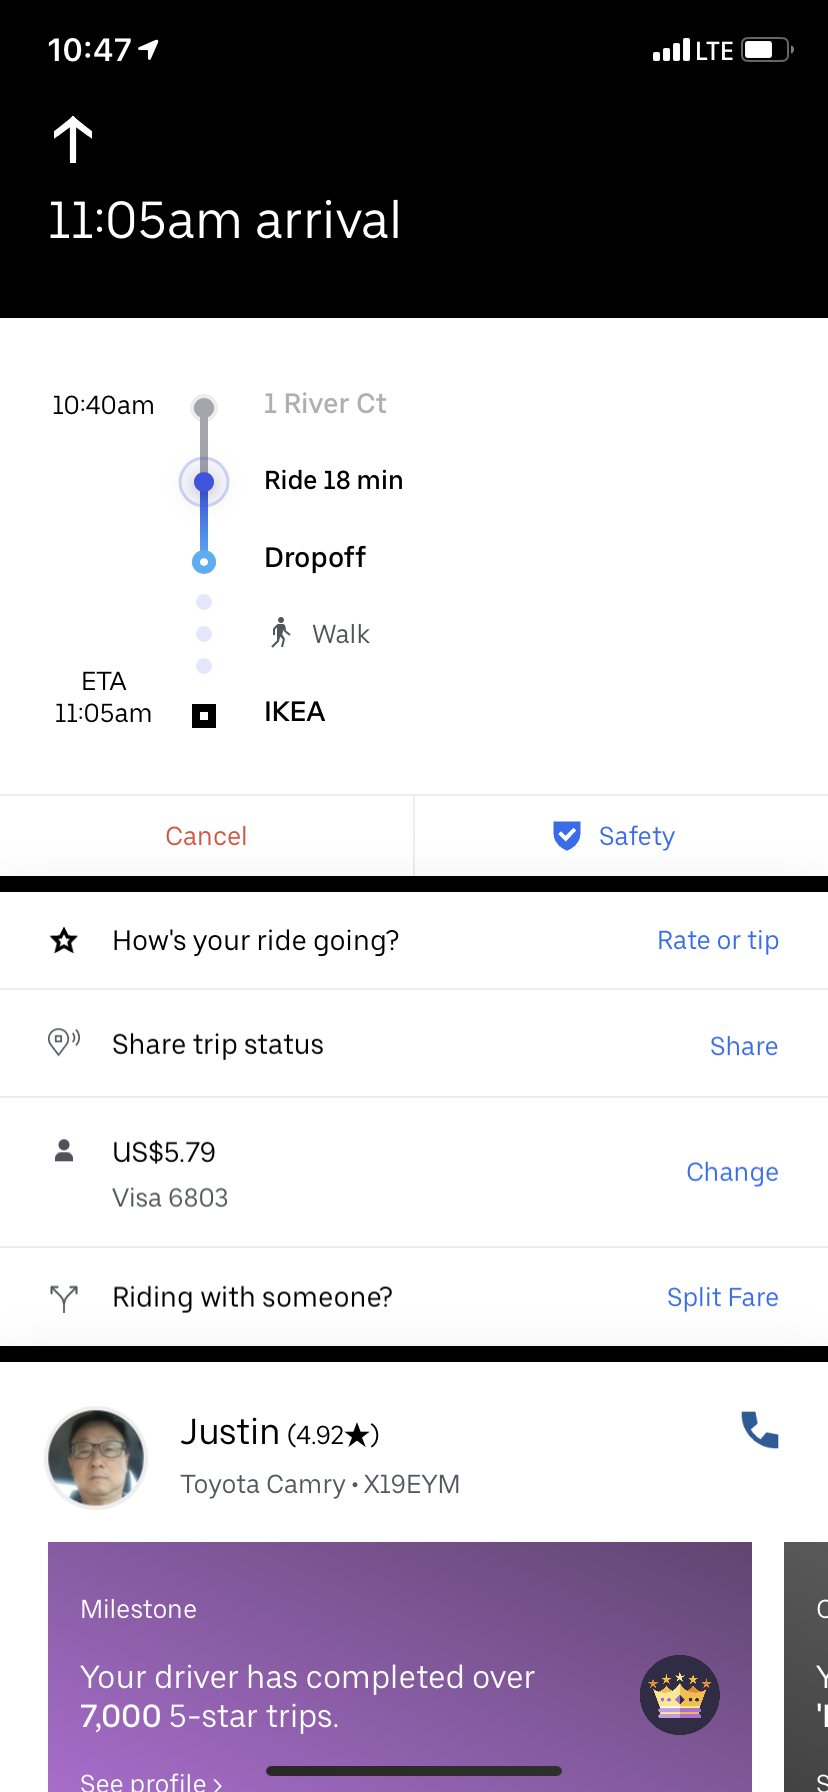 10:47
LTE
11:05am arrival
10:40am
1 River Ct
Ride 18 min
Dropoff
Walk
ETA
11:05am
IKEA
Cancel
Safety
How's your ride going?
Rate or tip
Share trip status
Share
US$5.79
Visa 6803
Change
Riding with someone?
Split Fare
Justin (4.92★)
Toyota Camry • X19EYM
Milestone
Your driver has completed over
7,000 5-star trips.
See profile ›